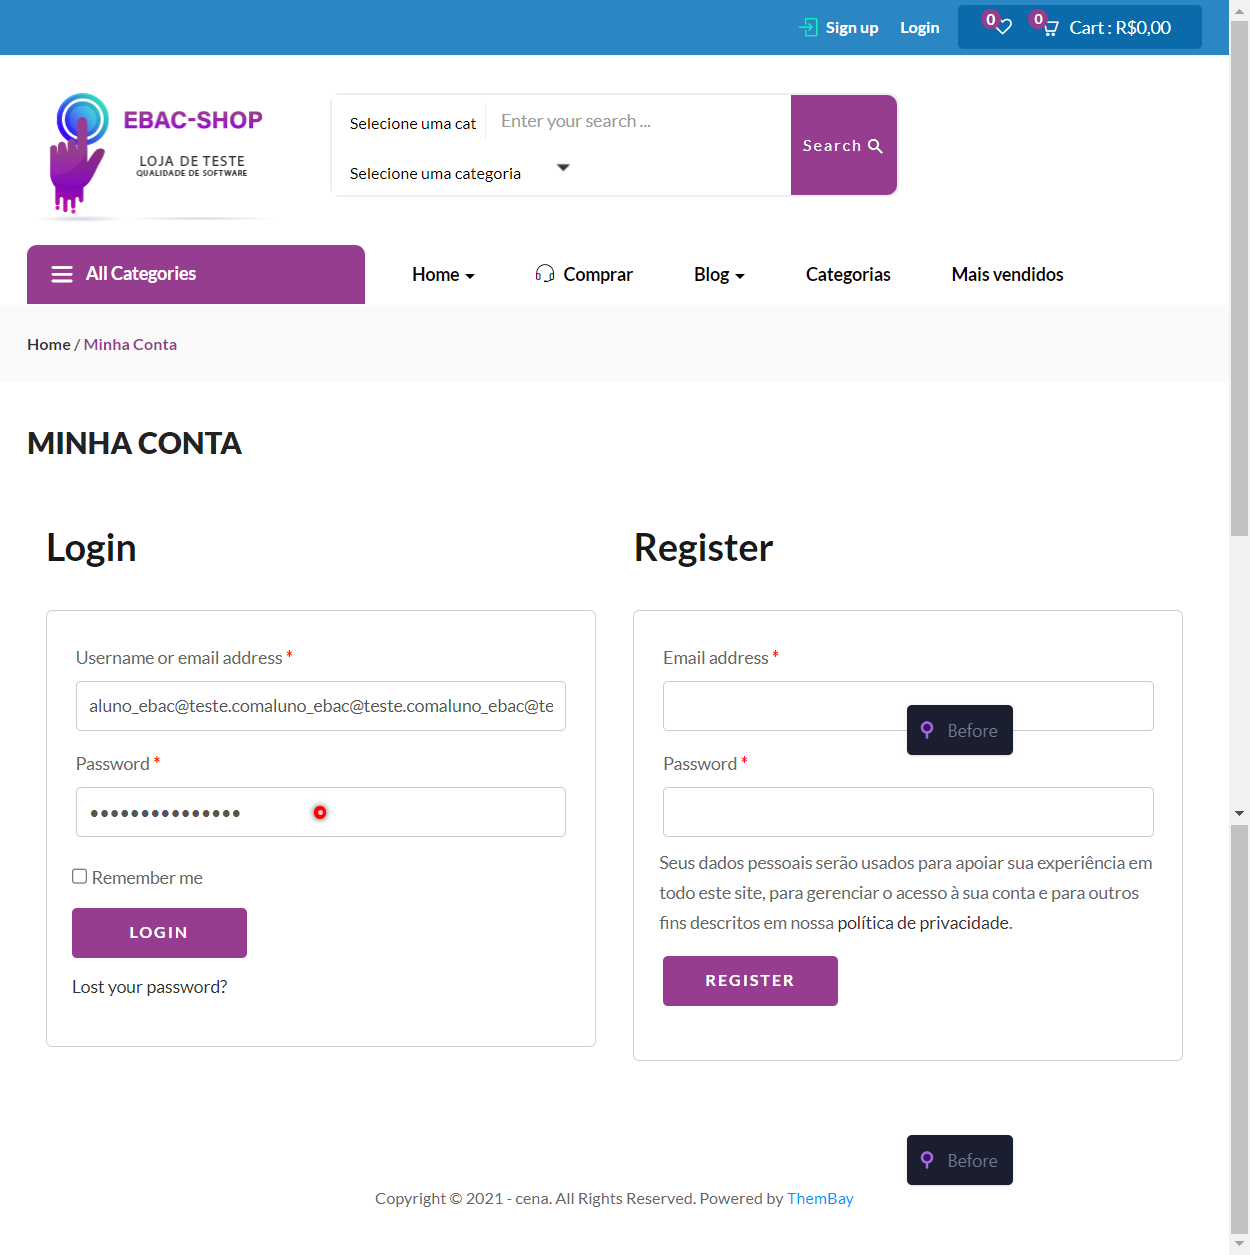 Sign up
Login
0
0
Cart : R$0,00
EBAC-SHOP
LOJA DE TESTE
QUALIDADE DE SOFTWARE
Selecione uma cat
Enter your search ...
Selecione uma categoria
Search
All Categories
Home
Comprar
Blog
Categorias
Mais vendidos
Home / Minha Conta
MINHA CONTA
Login
Username or email address *
aluno_ebac@teste.comaluno_ebac@teste.comaluno_ebac@te
Password *
•••••••••••••••
Remember me
LOGIN
Lost your password?
Register
Email address *
Before
Password *
Seus dados pessoais serão usados para apoiar sua experiência em
todo este site, para gerenciar o acesso à sua conta e para outros
fins descritos em nossa política de privacidade.
REGISTER
Before
Copyright © 2021 - cena. All Rights Reserved. Powered by ThemBay